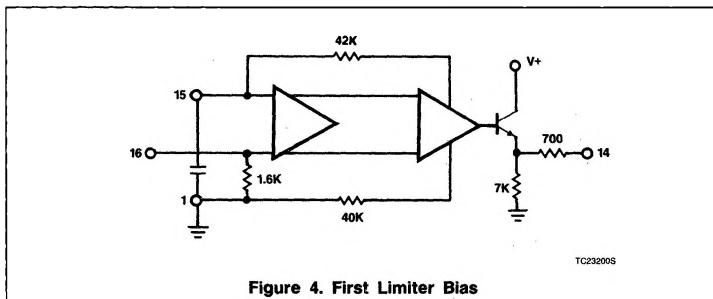 42K
V+
15
700
16
14
1.6K
7K
1
40K
TC23200S
Figure 4. First Limiter Bias